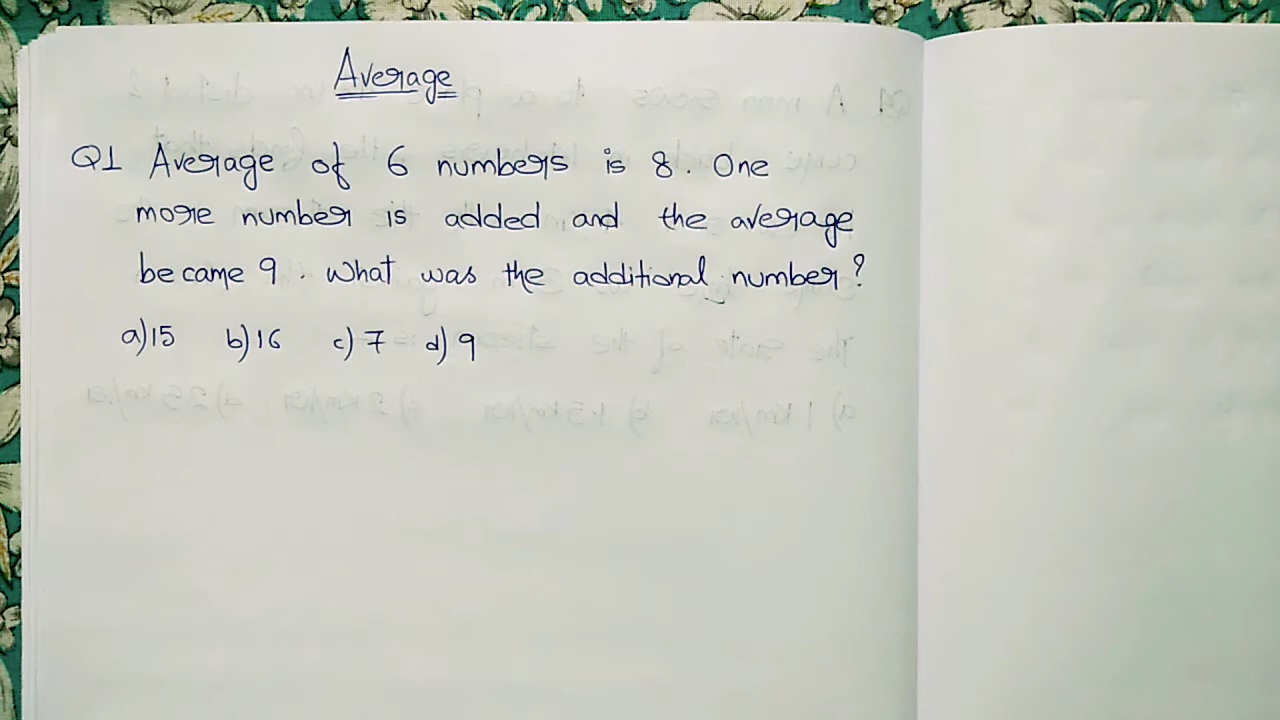 Average
Q1 Average of 6 numbers is 8. One
more number is added and the average
became 9. What was the additional number?
a) 15 b) 16 c) 7 d) 9